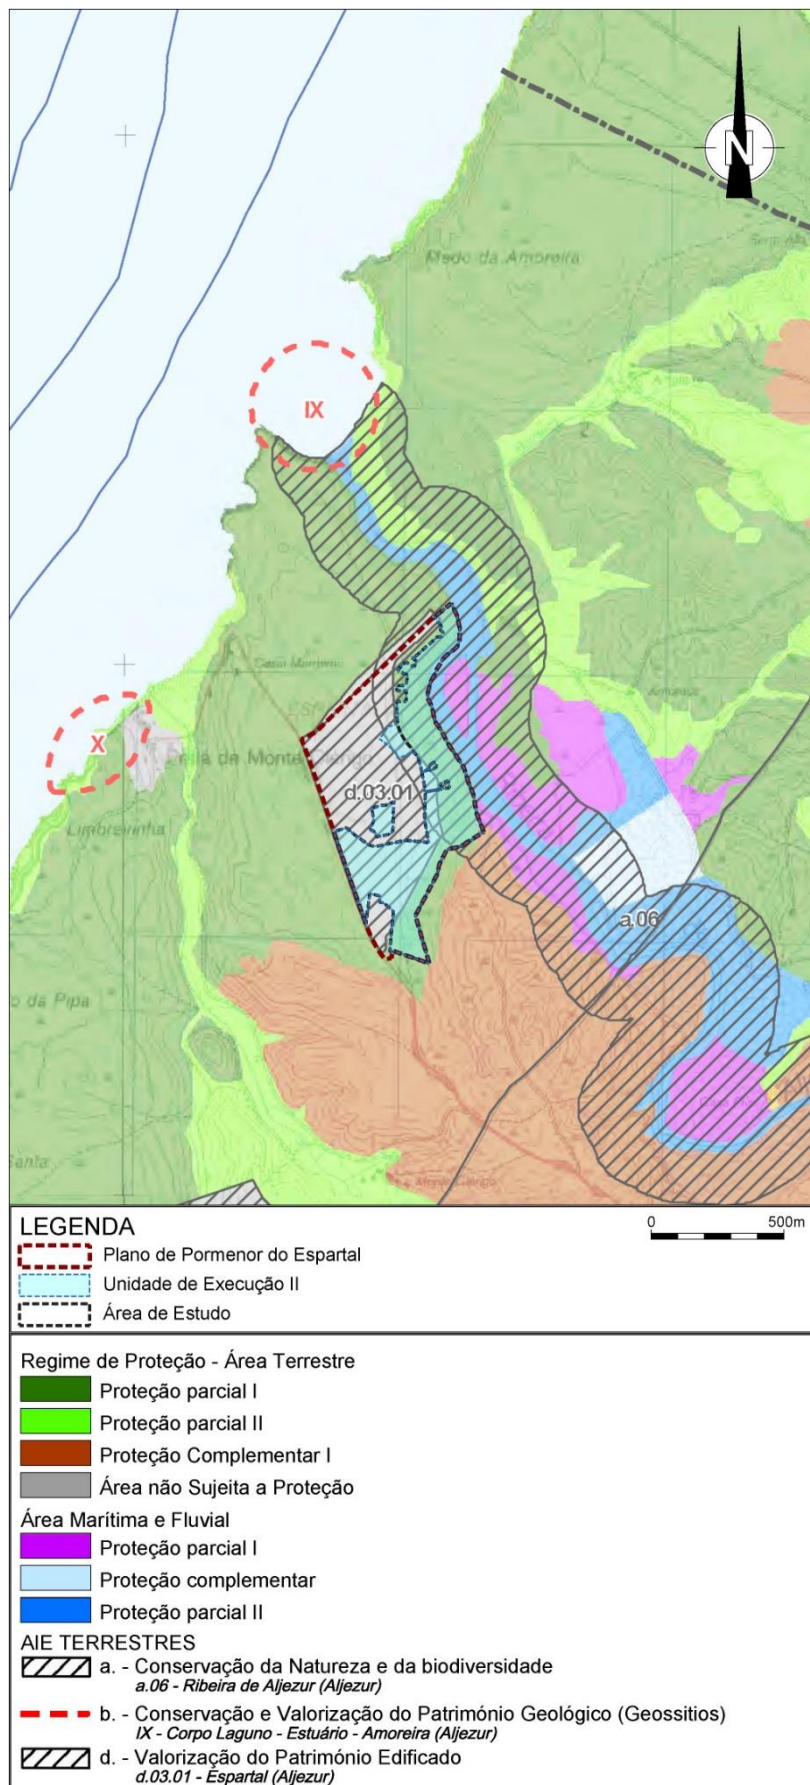 N
Medo da Amoreira
IX
X
d.03.01
Limbreirinha
a.06
da Pipa
LEGENDA
0 500m
Plano de Pormenor do Espartal
Unidade de Execução II
Área de Estudo
Regime de Proteção - Área Terrestre
Proteção parcial I
Proteção parcial II
Proteção Complementar I
Área não Sujeita a Proteção
Área Marítima e Fluvial
Proteção parcial I
Proteção complementar
Proteção parcial II
AIE TERRESTRES
a. - Conservação da Natureza e da biodiversidade
a.06 - Ribeira de Aljezur (Aljezur)
b. - Conservação e Valorização do Património Geológico (Geossitios)
IX - Corpo Laguno - Estuário - Amoreira (Aljezur)
d. - Valorização do Património Edificado
d.03.01 - Espartal (Aljezur)